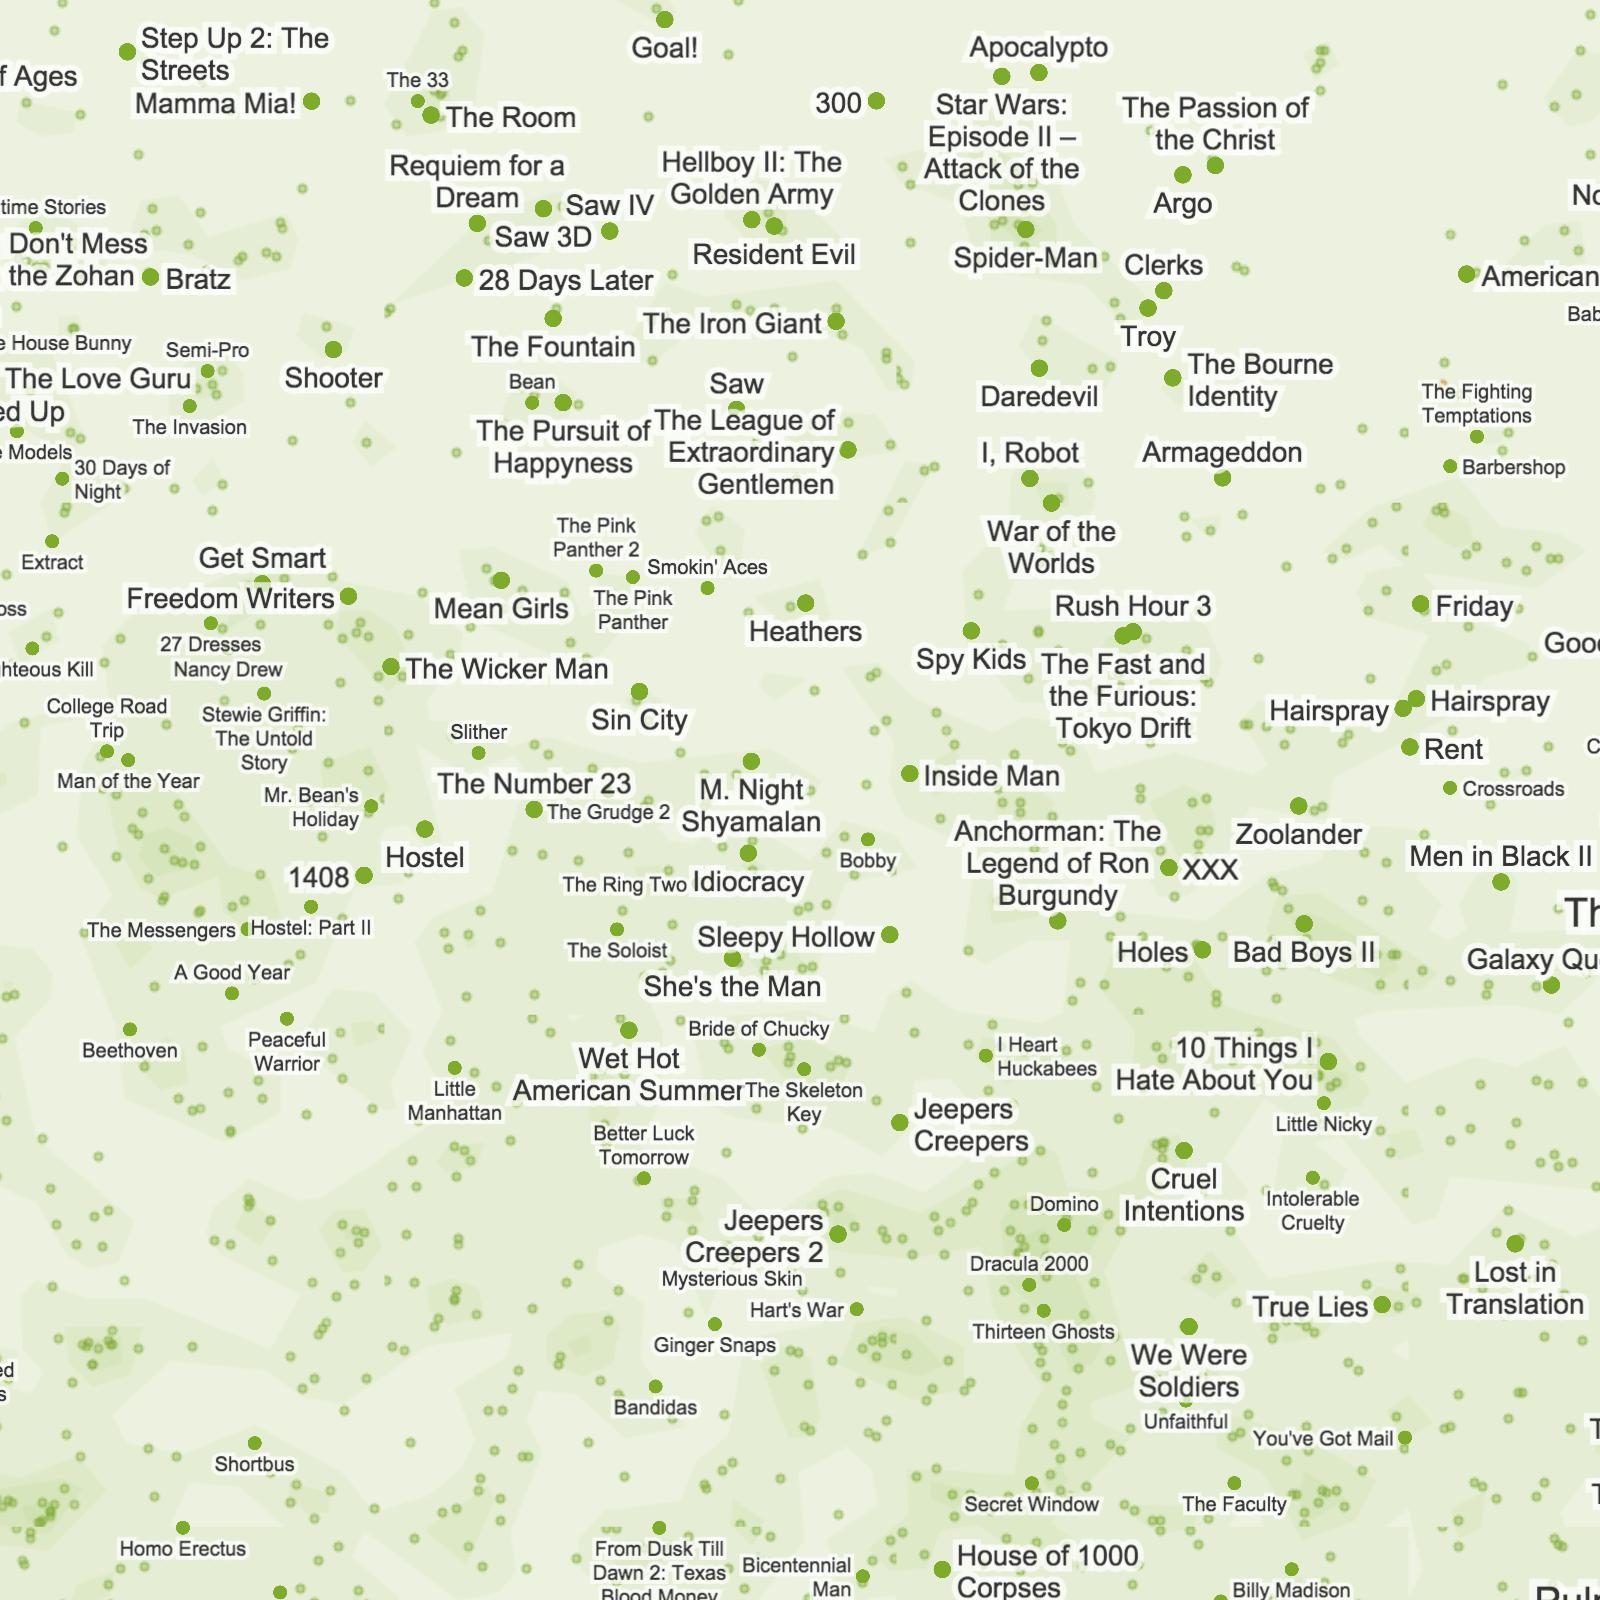 Step Up 2: The
Streets
f Ages
Mamma Mia!
The 33
The Room
Goal!
300
Apocalypto
Star Wars:
Episode II –
Attack of the
Clones
The Passion of
the Christ
Argo
Requiem for a
Dream
Saw IV
Saw 3D
Hellboy II: The
Golden Army
Resident Evil
Spider-Man
time Stories
Don't Mess
the Zohan
Bratz
28 Days Later
Clerks
Troy
American
Bab
The Fountain
The Iron Giant
e House Bunny
Semi-Pro
The Love Guru
Shooter
ed Up
The Invasion
e Models
30 Days of
Night
Bean
The Pursuit of
Happyness
Saw
The League of
Extraordinary
Gentlemen
Daredevil
The Bourne
Identity
I, Robot
Armageddon
The Fighting
Temptations
Barbershop
War of the
Worlds
Extract
Get Smart
Freedom Writers
oss
27 Dresses
Nancy Drew
hteous Kill
Mean Girls
The Pink
Panther 2
Smokin' Aces
The Pink
Panther
Heathers
Rush Hour 3
Spy Kids
The Fast and
the Furious:
Tokyo Drift
Friday
Good
The Wicker Man
Sin City
College Road
Trip
Man of the Year
Stewie Griffin:
The Untold
Story
Slither
Hairspray
Hairspray
Rent
C
Crossroads
Mr. Bean's
Holiday
The Number 23
The Grudge 2
M. Night
Shyamalan
Inside Man
Hostel
1408
Anchorman: The
Legend of Ron
Burgundy
XXX
Zoolander
Men in Black II
Bobby
The Ring Two
Idiocracy
The Messengers
Hostel: Part II
The Soloist
Sleepy Hollow
She's the Man
Holes
Bad Boys II
Th
Galaxy Que
A Good Year
Beethoven
Peaceful
Warrior
Wet Hot
American Summer
Bride of Chucky
The Skeleton
Key
I Heart
Huckabees
10 Things I
Hate About You
Little Nicky
Little
Manhattan
Jeepers
Creepers
Better Luck
Tomorrow
Cruel
Intentions
Intolerable
Cruelty
Domino
Jeepers
Creepers 2
Mysterious Skin
Dracula 2000
Hart's War
Thirteen Ghosts
Ginger Snaps
True Lies
Lost in
Translation
We Were
Soldiers
ed
s
Bandidas
Unfaithful
You've Got Mail
Shortbus
Secret Window
The Faculty
Homo Erectus
From Dusk Till
Dawn 2: Texas
Blood Money
Bicentennial
Man
House of 1000
Corpses
Billy Madison